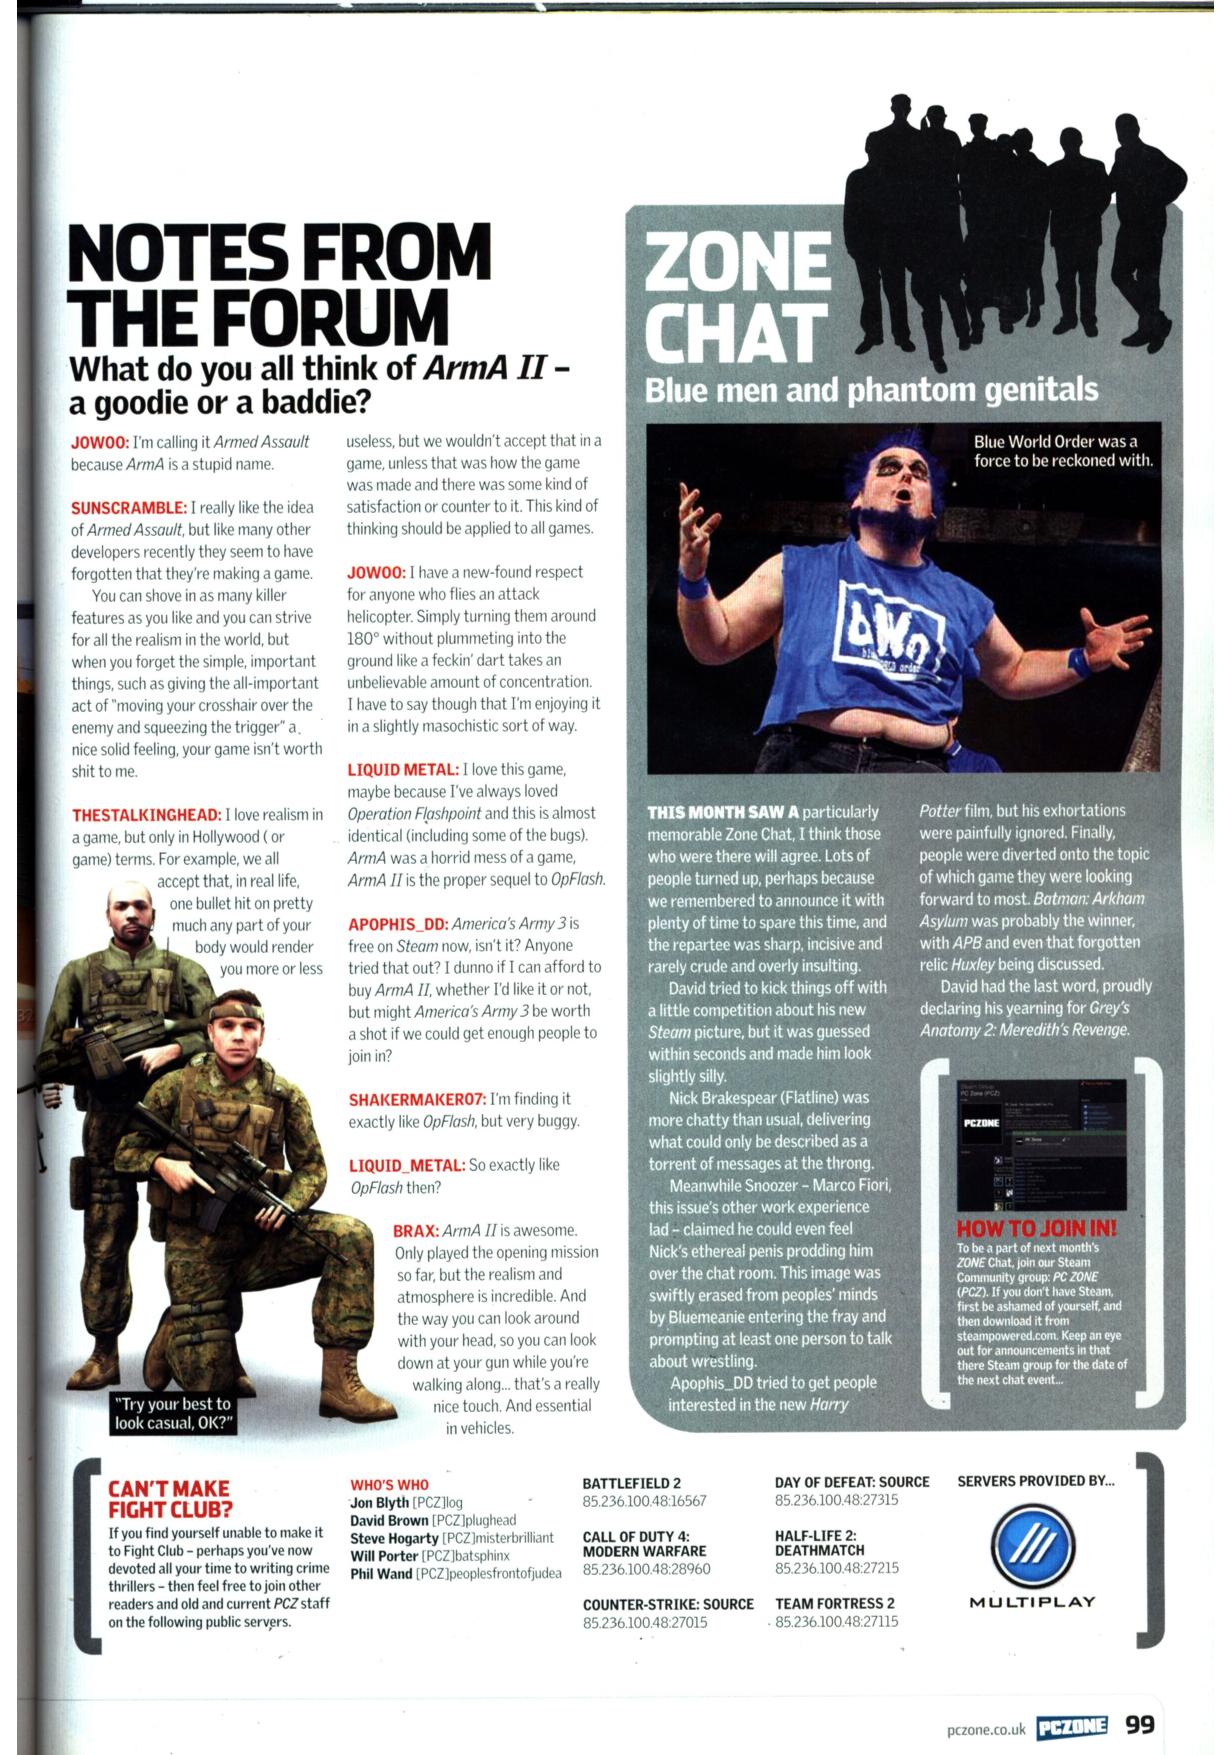 NOTES FROM
THE FORUM
What do you all think of ArmA II –
a goodie or a baddie?
JOWOO: I'm calling it Armed Assault
because ArmA is a stupid name.
SUNSCRAMBLE: I really like the idea
of Armed Assault, but like many other
developers recently they seem to have
forgotten that they're making a game.
You can shove in as many killer
features as you like and you can strive
for all the realism in the world, but
when you forget the simple, important
things, such as giving the all-important
act of "moving your crosshair over the
enemy and squeezing the trigger" a
nice solid feeling, your game isn't worth
shit to me.
THESTALKINGHEAD: I love realism in
a game, but only in Hollywood ( or
game) terms. For example, we all
accept that, in real life,
one bullet hit on pretty
much any part of your
body would render
you more or less
useless, but we wouldn't accept that in a
game, unless that was how the game
was made and there was some kind of
satisfaction or counter to it. This kind of
thinking should be applied to all games.
JOWOO: I have a new-found respect
for anyone who flies an attack
helicopter. Simply turning them around
180° without plummeting into the
ground like a feckin' dart takes an
unbelievable amount of concentration.
I have to say though that I'm enjoying it
in a slightly masochistic sort of way.
LIQUID METAL: I love this game,
maybe because I've always loved
Operation Flashpoint and this is almost
identical (including some of the bugs).
ArmA was a horrid mess of a game,
ArmA II is the proper sequel to OpFlash.
APOPHIS_DD: America's Army 3 is
free on Steam now, isn't it? Anyone
tried that out? I dunno if I can afford to
buy ArmA II, whether I'd like it or not,
but might America's Army 3 be worth
a shot if we could get enough people to
join in?
SHAKERMAKER07: I'm finding it
exactly like OpFlash, but very buggy.
LIQUID_METAL: So exactly like
OpFlash then?
BRAX: ArmA II is awesome.
Only played the opening mission
so far, but the realism and
atmosphere is incredible. And
the way you can look around
with your head, so you can look
down at your gun while you're
walking along... that's a really
nice touch. And essential
in vehicles.
"Try your best to
look casual, OK?"
ZONE
CHAT
Blue men and phantom genitals
Blue World Order was a
force to be reckoned with.
bWo
blue world order
THIS MONTH SAW A particularly
memorable Zone Chat, I think those
who were there will agree. Lots of
people turned up, perhaps because
we remembered to announce it with
plenty of time to spare this time, and
the repartee was sharp, incisive and
rarely crude and overly insulting.
David tried to kick things off with
a little competition about his new
Steam picture, but it was guessed
within seconds and made him look
slightly silly.
Nick Brakespear (Flatline) was
more chatty than usual, delivering
what could only be described as a
torrent of messages at the throng.
Meanwhile Snoozer – Marco Fiori,
this issue's other work experience
lad – claimed he could even feel
Nick's ethereal penis prodding him
over the chat room. This image was
swiftly erased from peoples' minds
by Bluemeanie entering the fray and
prompting at least one person to talk
about wrestling.
Apophis_DD tried to get people
interested in the new Harry
Potter film, but his exhortations
were painfully ignored. Finally,
people were diverted onto the topic
of which game they were looking
forward to most. Batman: Arkham
Asylum was probably the winner,
with APB and even that forgotten
relic Huxley being discussed.
David had the last word, proudly
declaring his yearning for Grey's
Anatomy 2: Meredith's Revenge.
PC Zone (PCZ)
PCZONE
HOW TO JOIN IN!
To be a part of next month's
ZONE Chat, join our Steam
Community group: PC ZONE
(PCZ). If you don't have Steam,
first be ashamed of yourself, and
then download it from
steampowered.com. Keep an eye
out for announcements in that
there Steam group for the date of
the next chat event...
CAN'T MAKE
FIGHT CLUB?
If you find yourself unable to make it
to Fight Club – perhaps you've now
devoted all your time to writing crime
thrillers – then feel free to join other
readers and old and current PCZ staff
on the following public servers.
WHO'S WHO
Jon Blyth [PCZ]log
David Brown [PCZ]plughead
Steve Hogarty [PCZ]misterbrilliant
Will Porter [PCZ]batsphinx
Phil Wand [PCZ]peoplesfrontofjudea
BATTLEFIELD 2
85.236.100.48:16567
CALL OF DUTY 4:
MODERN WARFARE
85.236.100.48:28960
COUNTER-STRIKE: SOURCE
85.236.100.48:27015
DAY OF DEFEAT: SOURCE
85.236.100.48:27315
HALF-LIFE 2:
DEATHMATCH
85.236.100.48:27215
TEAM FORTRESS 2
85.236.100.48:27115
SERVERS PROVIDED BY...
MULTIPLAY
pczone.co.uk PCZONE 99